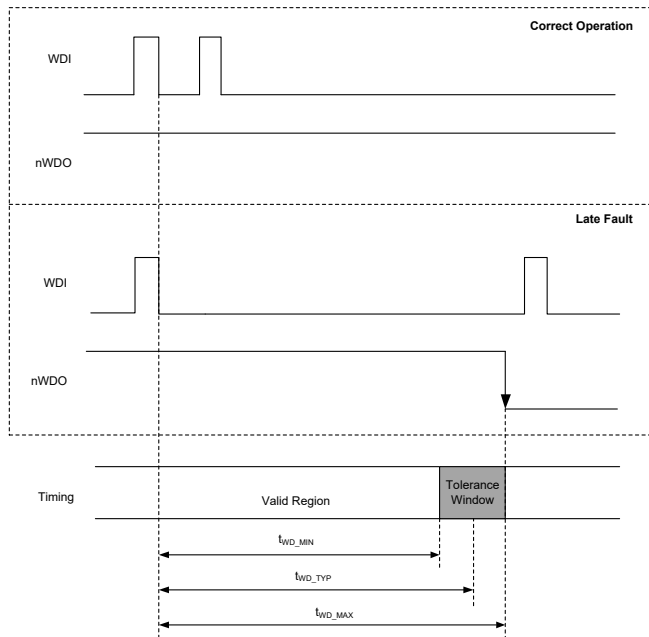 Correct Operation
WDI
nWDO
Late Fault
WDI
nWDO
Timing
Valid Region
Tolerance
Window
tWD_MIN
tWD_TYP
tWD_MAX